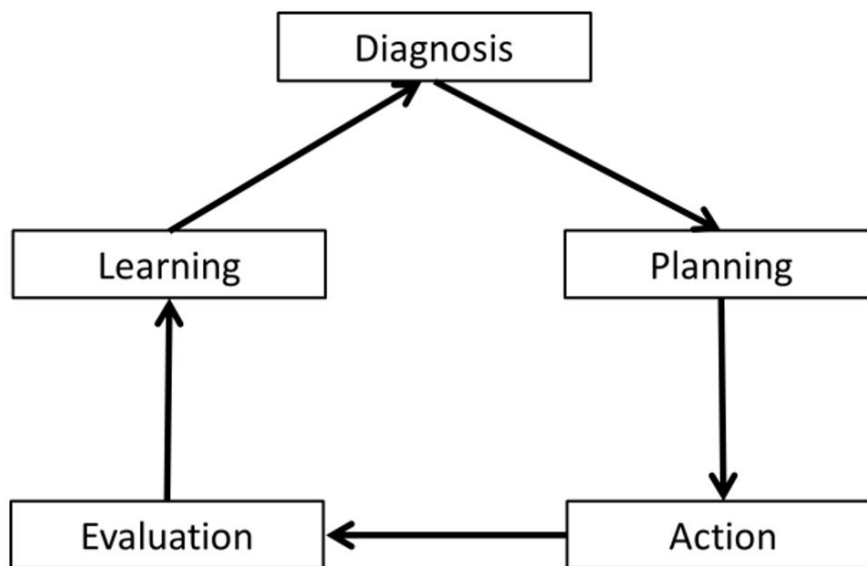 Diagnosis
Learning
Planning
Evaluation
Action